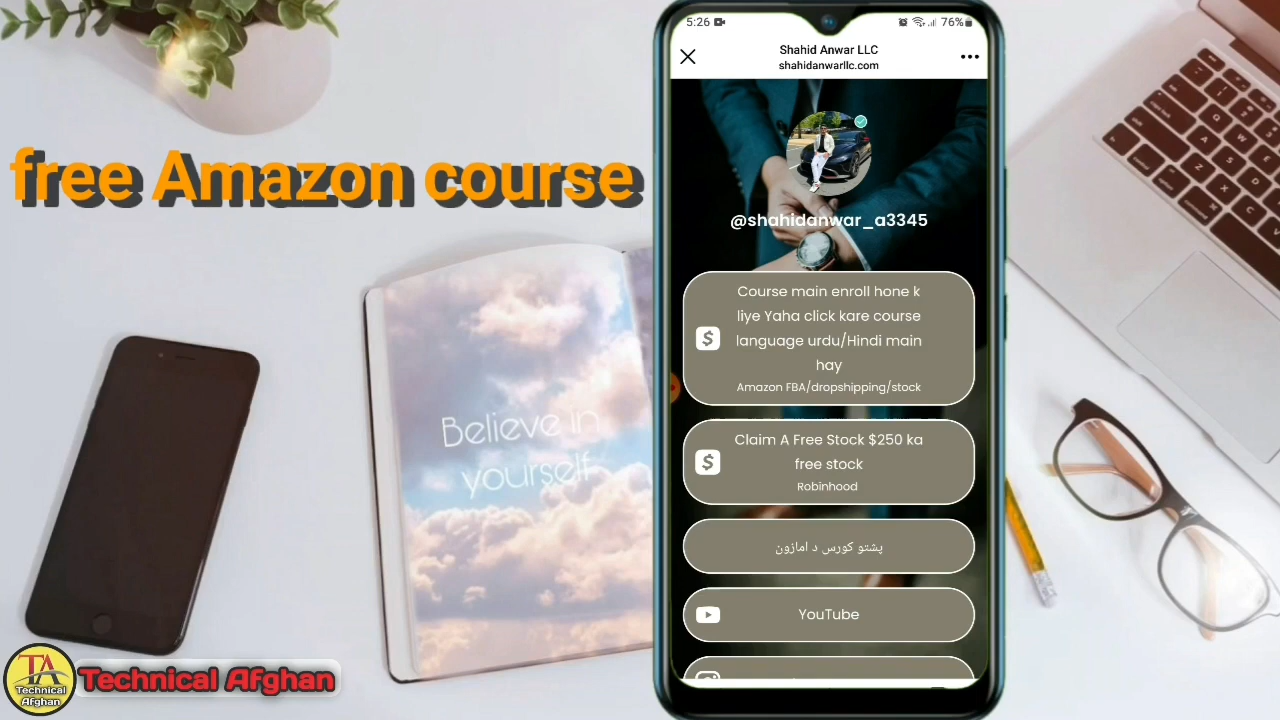 free Amazon course
Believe in
yourself
TA
Technical
Afghan
Technical Afghan
5:26
76%
Shahid Anwar LLC
shahidanwarllc.com
@shahidanwar_a3345
Course main enroll hone k
liye Yaha click kare course
language urdu/Hindi main
hay
Amazon FBA/dropshipping/stock
Claim A Free Stock $250 ka
free stock
Robinhood
پشتو کورس د امازون
YouTube